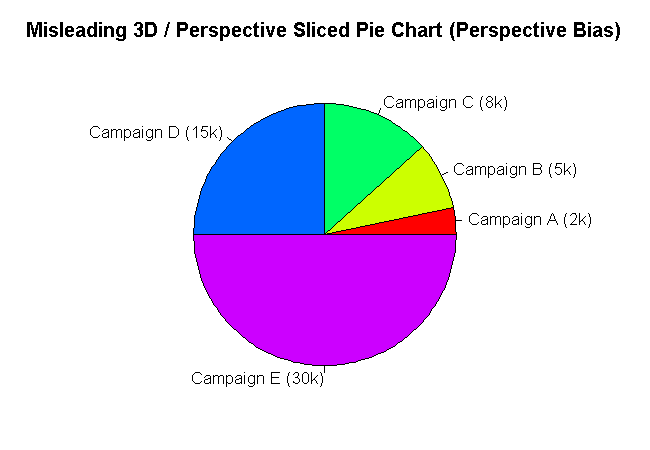 Misleading 3D / Perspective Sliced Pie Chart (Perspective Bias)
Campaign C (8k)
Campaign D (15k)
Campaign B (5k)
Campaign A (2k)
Campaign E (30k)